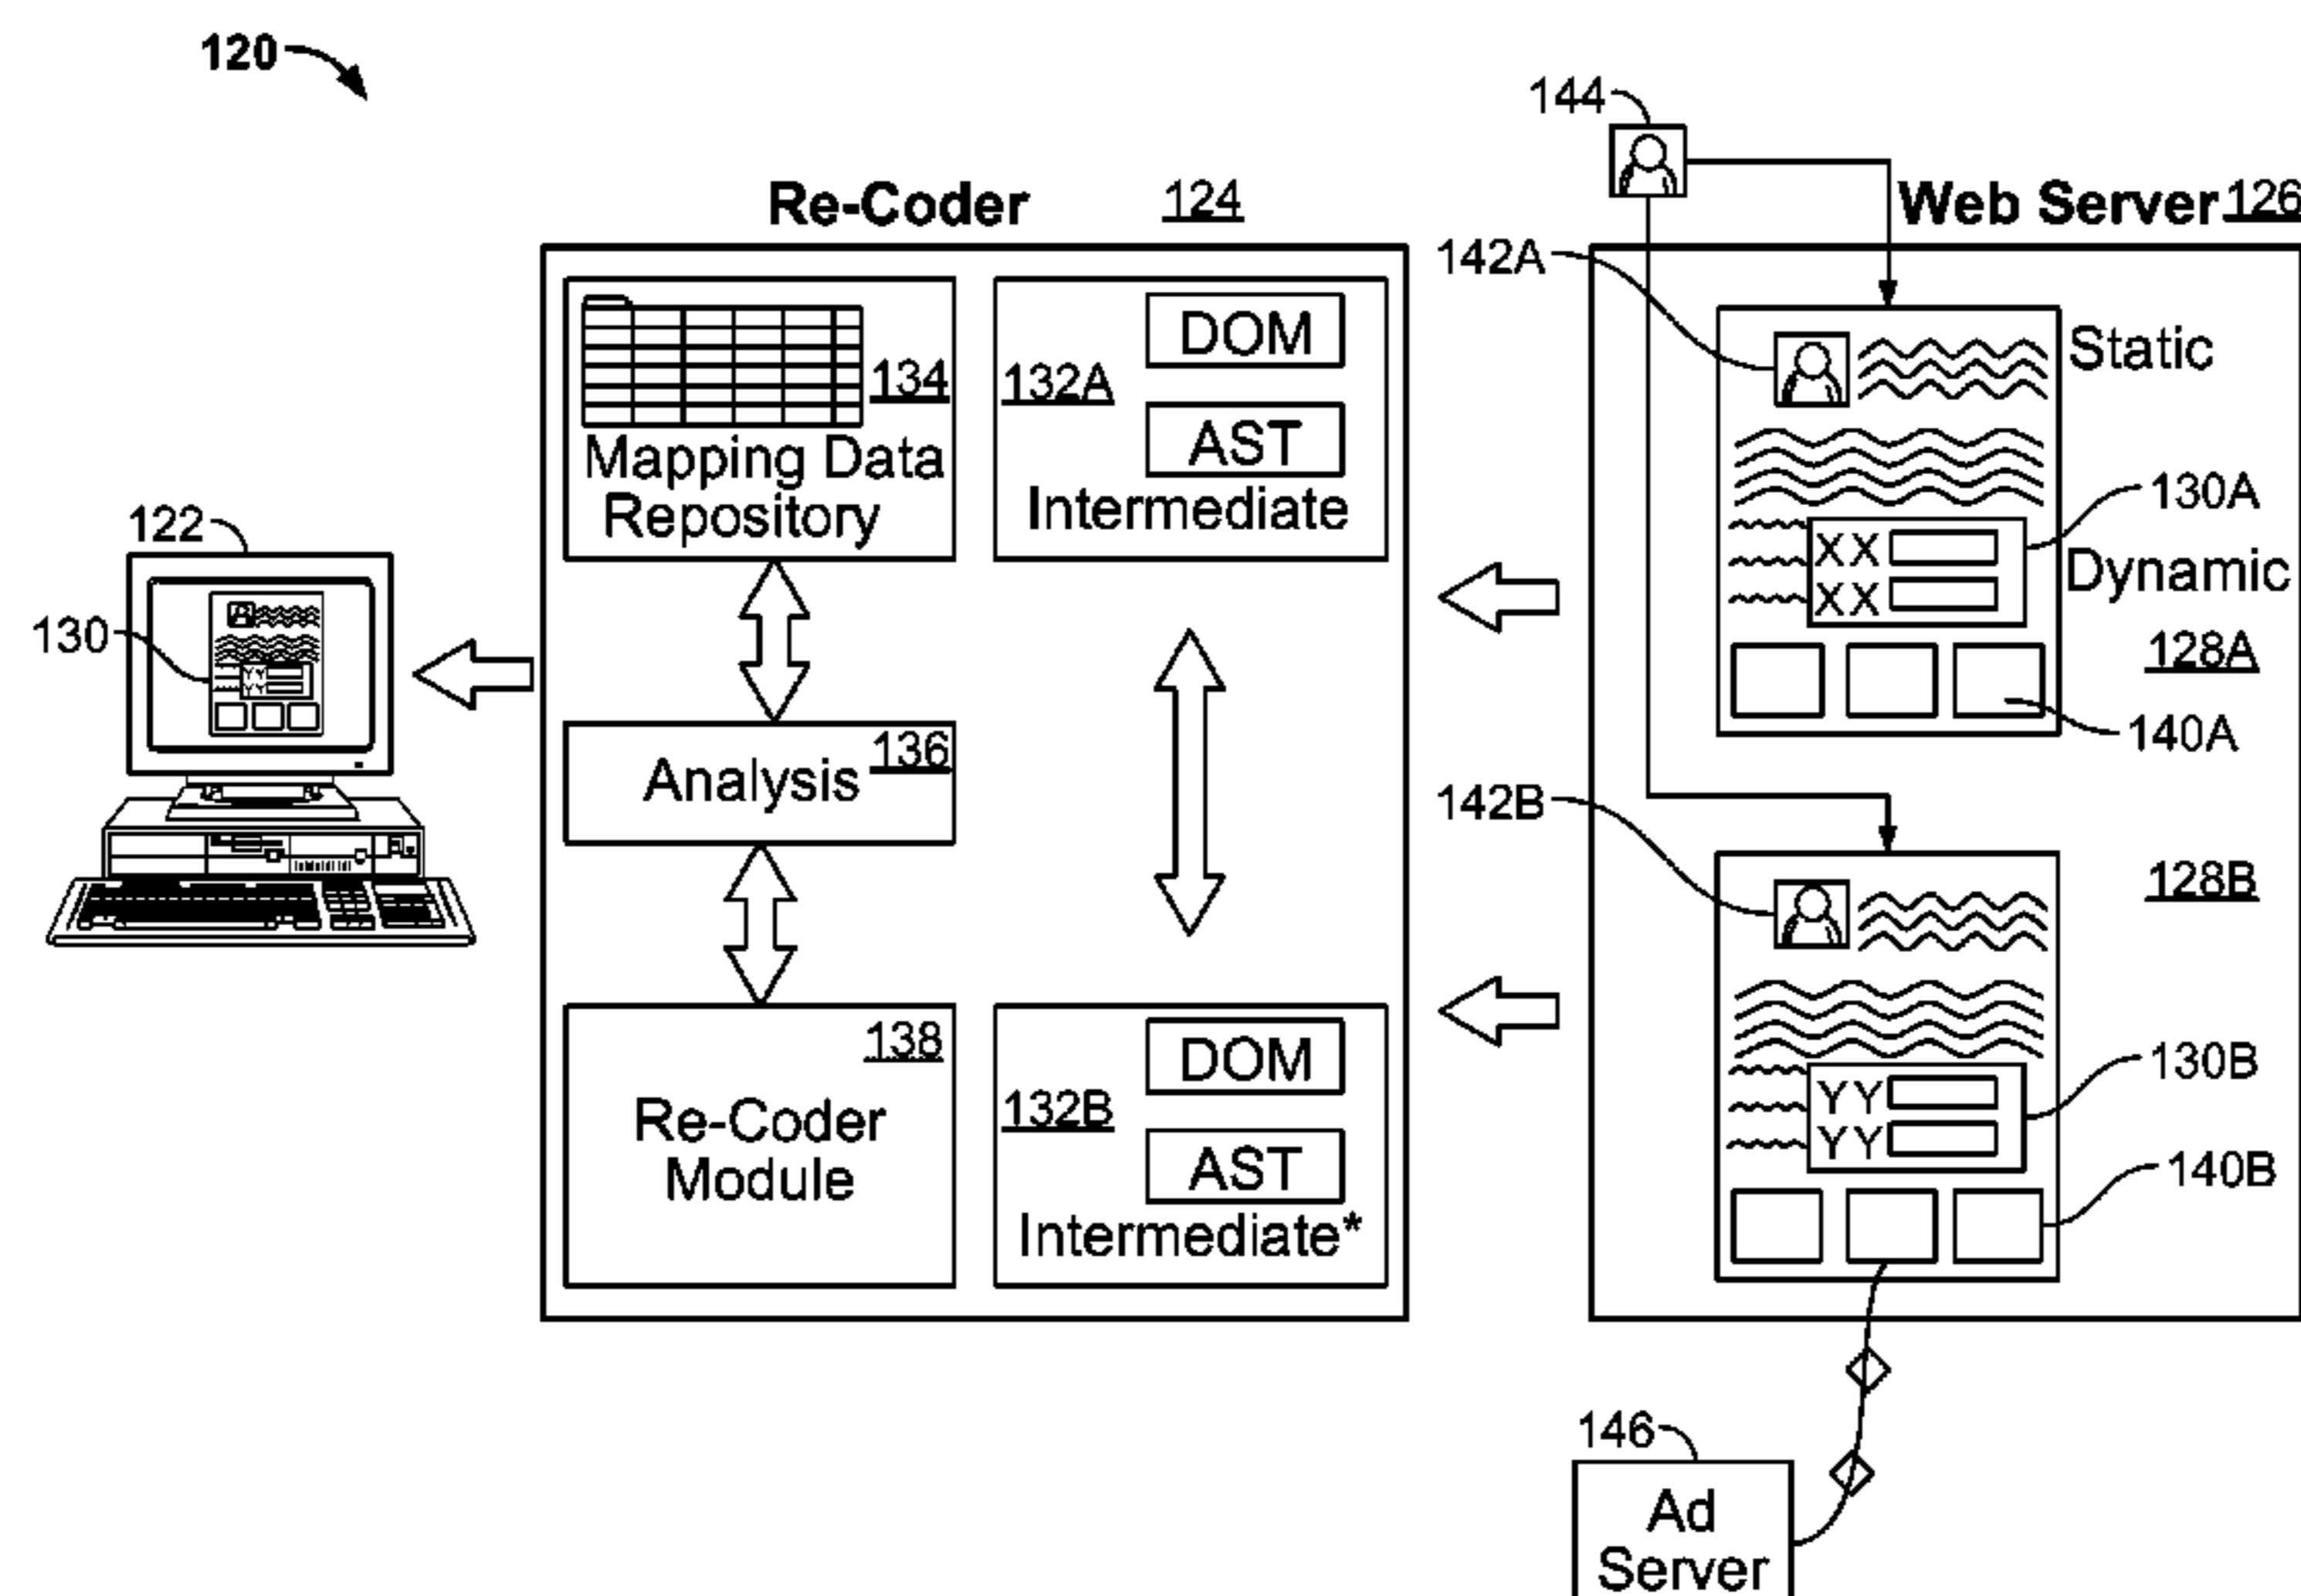 120
144
Re-Coder 124
Web Server 126
142A
DOM
Static
134
132A
AST
Mapping Data
Repository
Intermediate
130A
XX
XX
Dynamic
122
130
YY
YY
128A
140A
136
Analysis
142B
128B
138
DOM
130B
132B
YY
YY
Re-Coder
Module
AST
140B
Intermediate*
146
Ad
Server